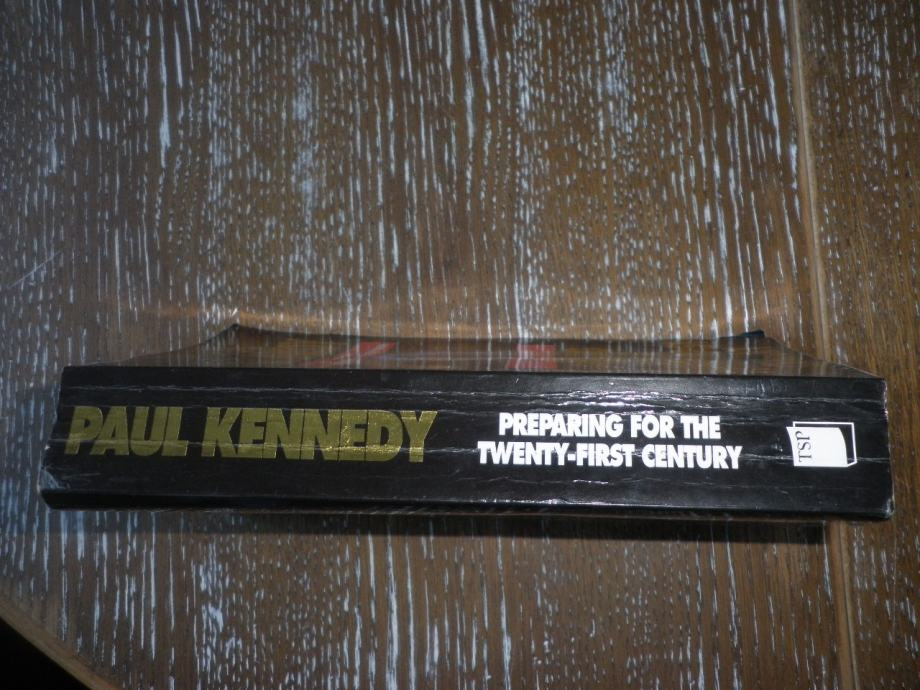 PAUL KENNEDY
PREPARING FOR THE
TWENTY-FIRST CENTURY
TSP